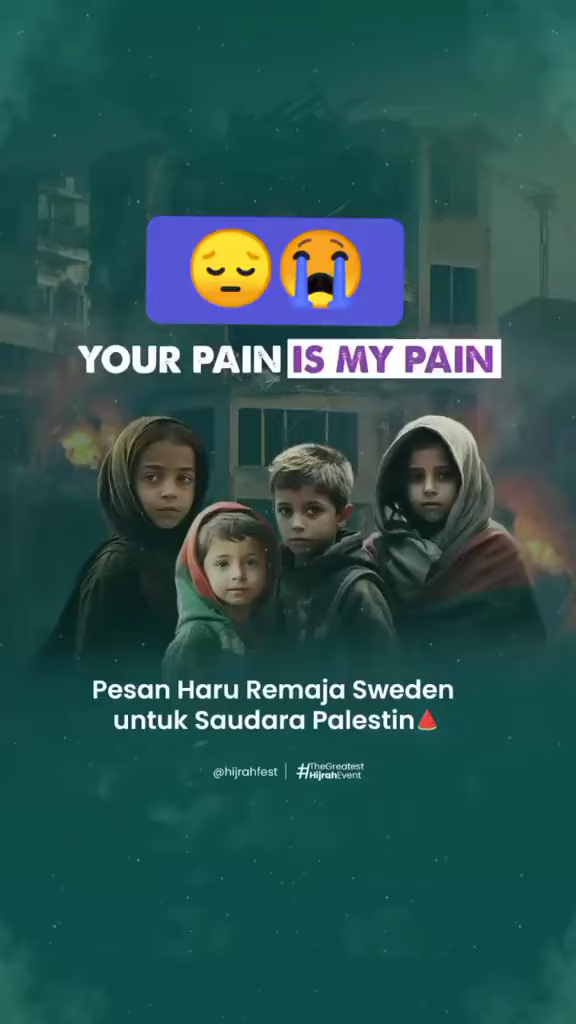 YOUR PAIN IS MY PAIN
Pesan Haru Remaja Sweden
untuk Saudara Palestin🍉
@hijrahfest | #TheGreatest
HijrahEvent